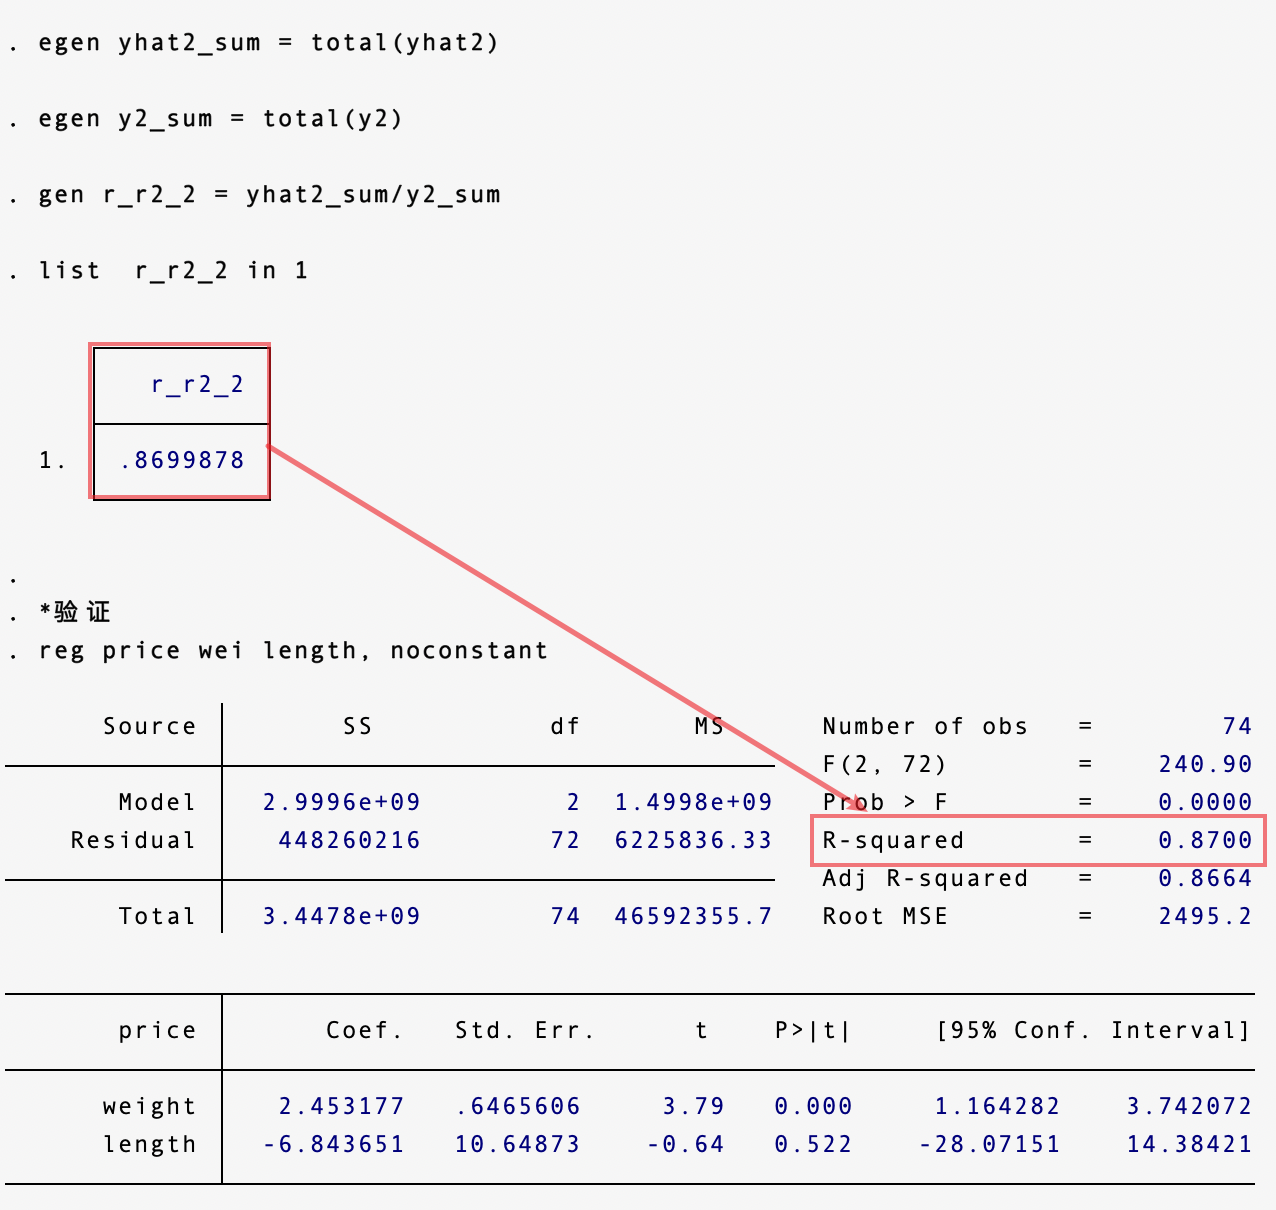 . egen yhat2_sum = total(yhat2)
. egen y2_sum = total(y2)
. gen r_r2_2 = yhat2_sum/y2_sum
. list  r_r2_2 in 1
r_r2_2
1. .8699878
.
. *验证
. reg price wei length, noconstant
Source SS df MS Number of obs = 74
F(2, 72) = 240.90
Model 2.9996e+09 2 1.4998e+09 Prob > F = 0.0000
Residual 448260216 72 6225836.33 R-squared = 0.8700
Adj R-squared = 0.8664
Total 3.4478e+09 74 46592355.7 Root MSE = 2495.2
price Coef. Std. Err. t P>|t| [95% Conf. Interval]
weight 2.453177 .6465606 3.79 0.000 1.164282 3.742072
length -6.843651 10.64873 -0.64 0.522 -28.07151 14.38421